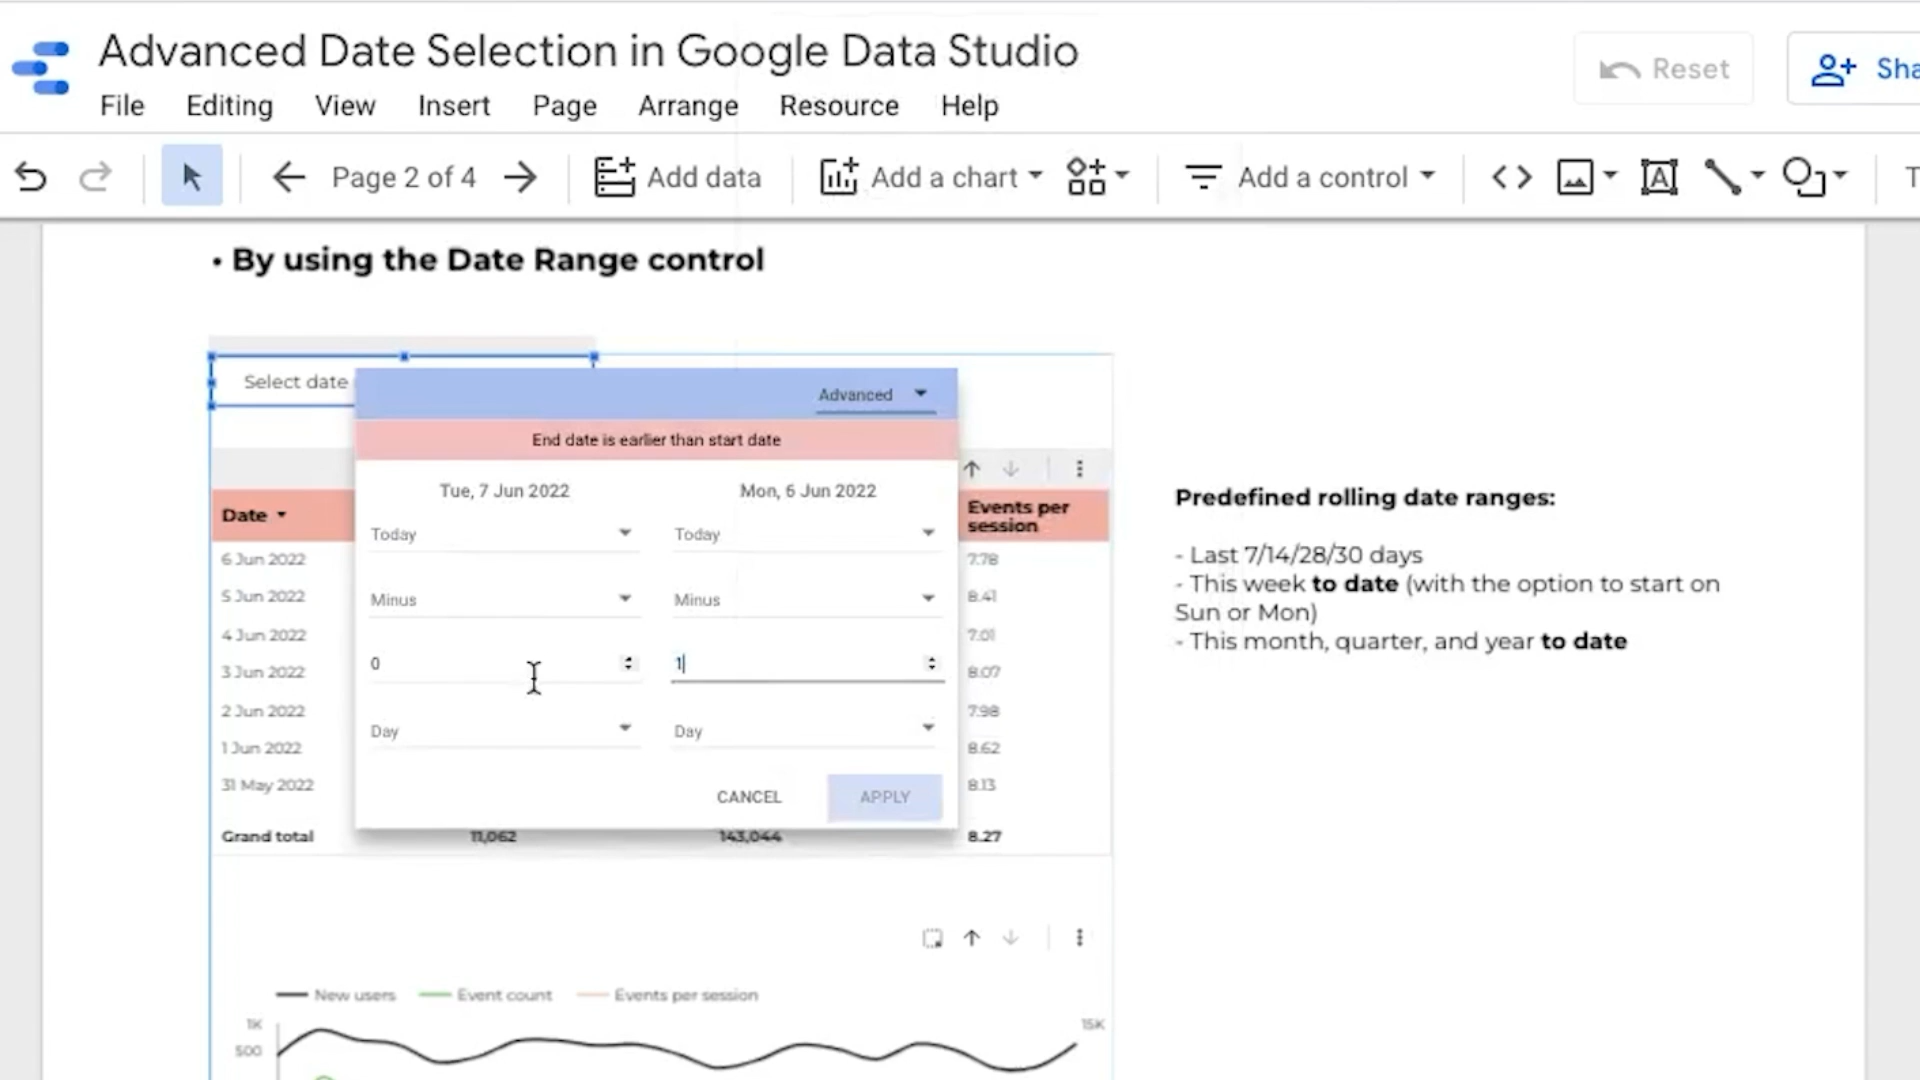 Advanced Date Selection in Google Data Studio
Reset
Sha
File Editing View Insert Page Arrange Resource Help
Page 2 of 4 Add data Add a chart Add a control T
• By using the Date Range control
Select date
Advanced
End date is earlier than start date
Tue, 7 Jun 2022 Mon, 6 Jun 2022
Today Today
Minus Minus
0 1
Day Day
CANCEL APPLY
Date Events per
session
6 Jun 2022 7.78
5 Jun 2022 8.41
4 Jun 2022 7.01
3 Jun 2022 8.07
2 Jun 2022 7.98
1 Jun 2022 8.62
31 May 2022 8.13
Grand total 11,062 143,044 8.27
Predefined rolling date ranges:
- Last 7/14/28/30 days
- This week to date (with the option to start on
Sun or Mon)
- This month, quarter, and year to date
New users Event count Events per session
1K 15K
500